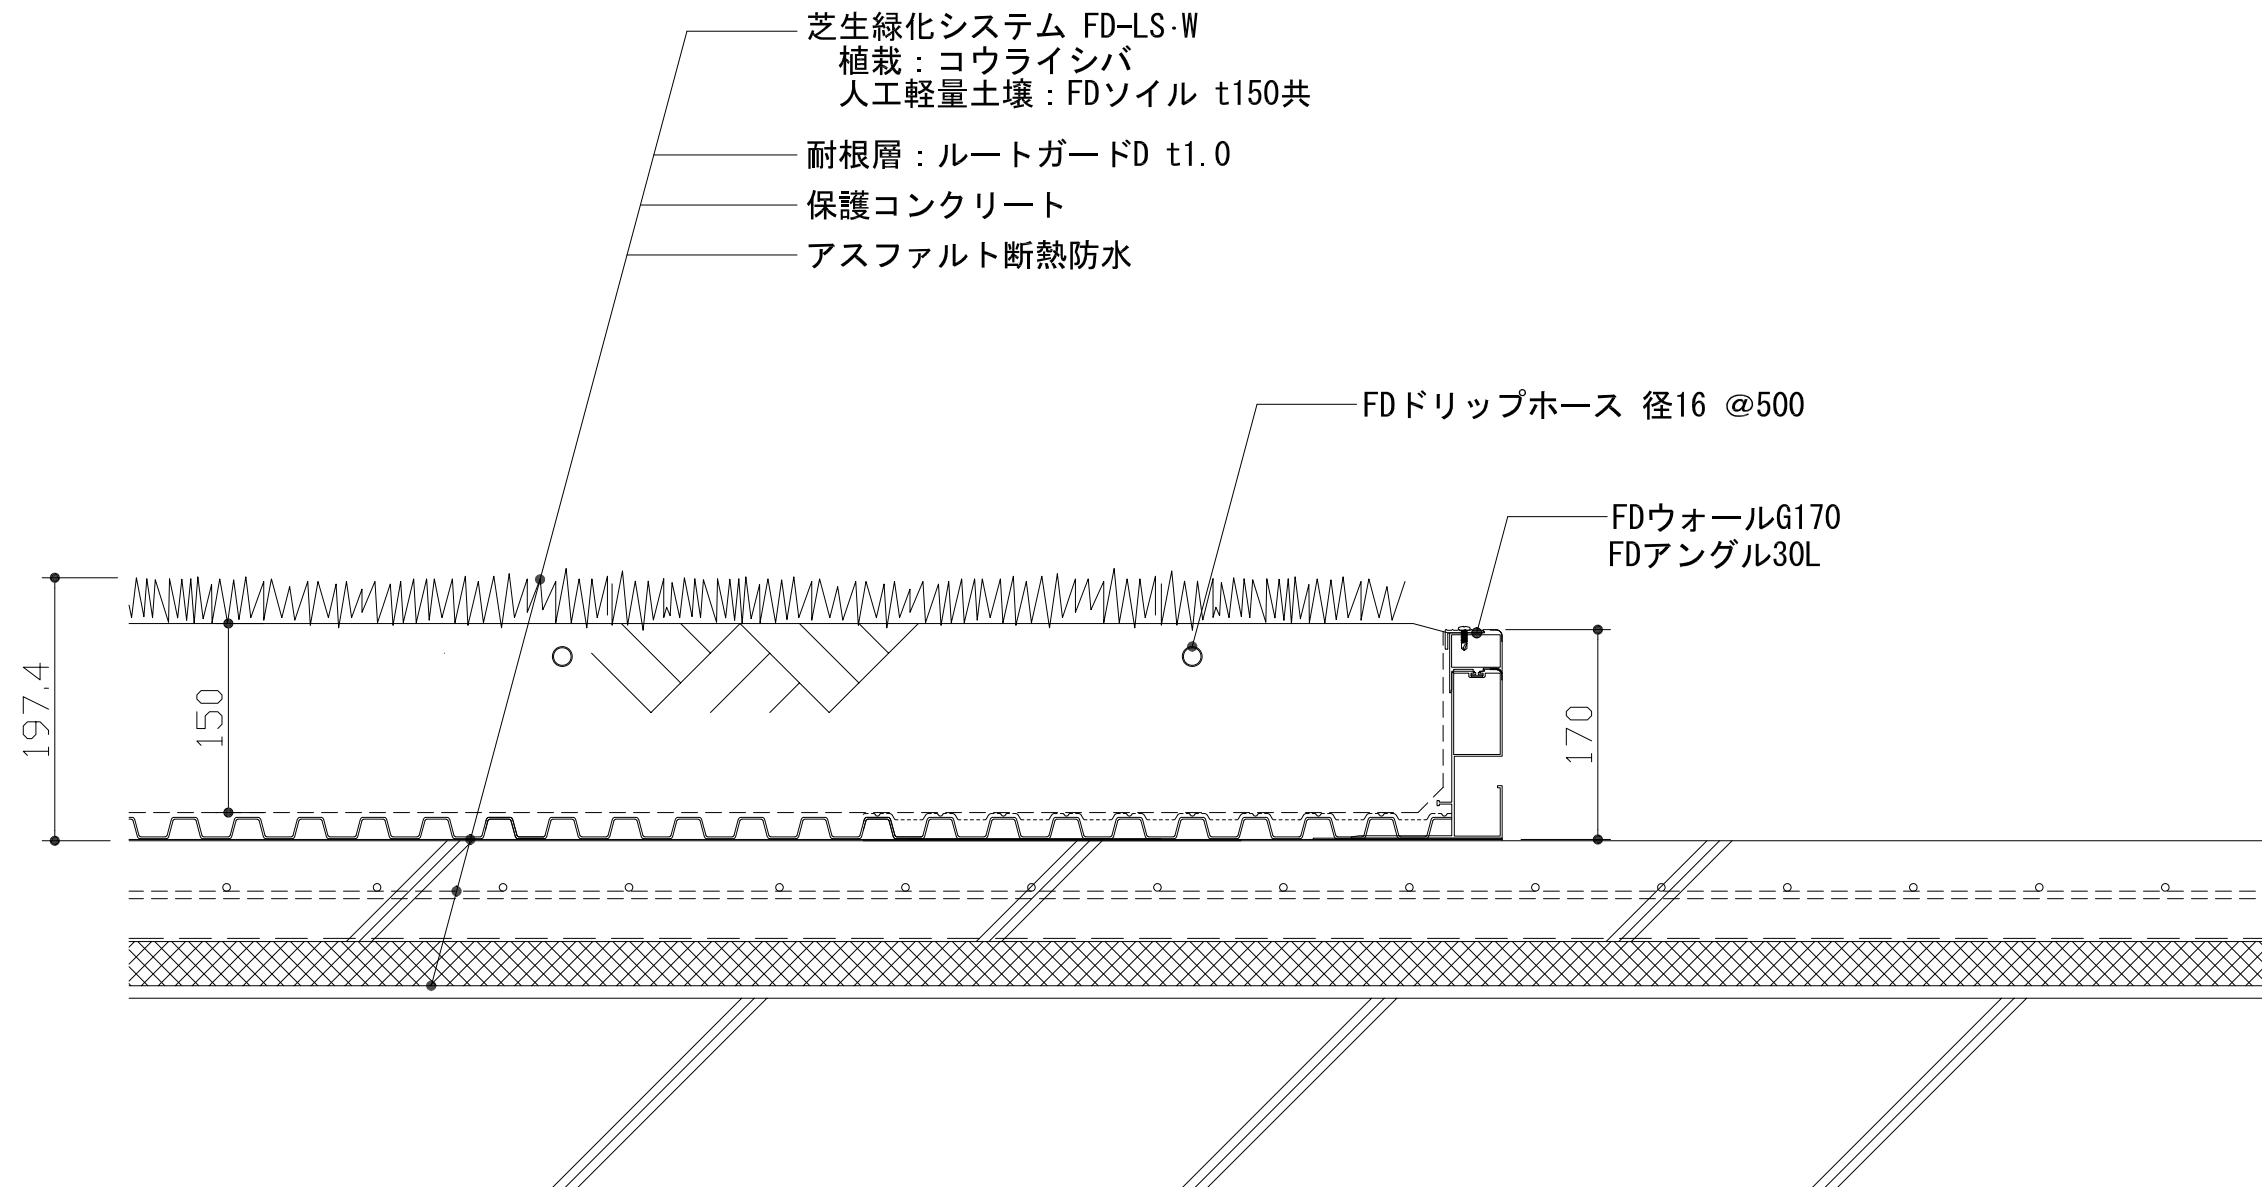 芝生緑化システム FD-LS·W
植栽：コウライシバ
人工軽量土壌：FDソイル t150共
耐根層：ルートガードD t1.0
保護コンクリート
アスファルト断熱防水
FDドリップホース 径16 @500
FDウォールG170
FDアングル30L
197.4
150
170